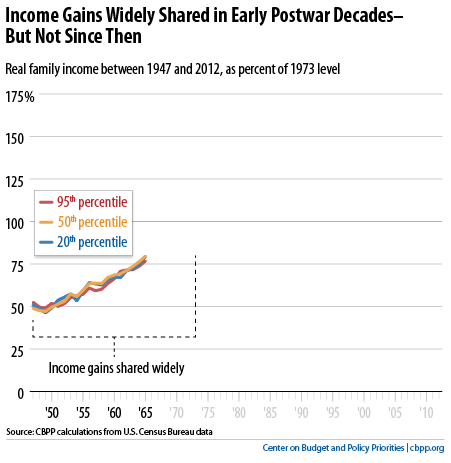 Income Gains Widely Shared in Early Postwar Decades–
But Not Since Then
Real family income between 1947 and 2012, as percent of 1973 level
175%
150
125
100
95th percentile
50th percentile
20th percentile
75
50
25
Income gains shared widely
0
'50 '55 '60 '65 '70 '75 '80 '85 '90 '95 '00 '05 '10
Source: CBPP calculations from U.S. Census Bureau data
Center on Budget and Policy Priorities | cbpp.org